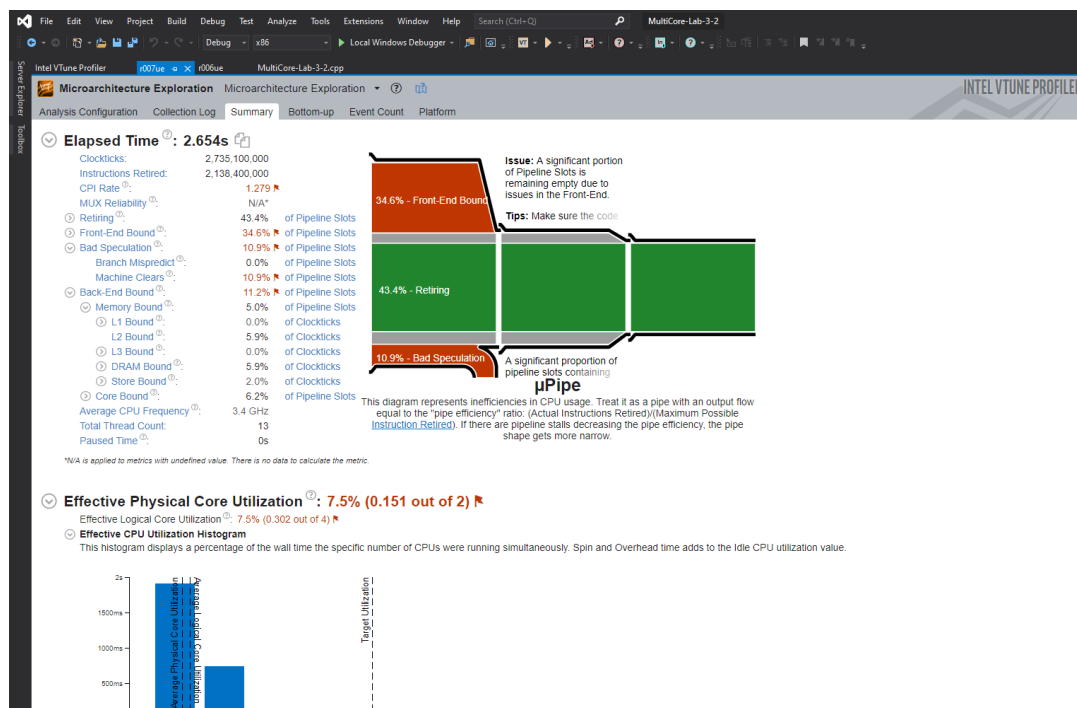 File Edit View Project Build Debug Test Analyze Tools Extensions Window Help Search (Ctrl+Q) MultiCore-Lab-3-2
Debug x86 Local Windows Debugger
Intel VTune Profiler r007ue r006ue MultiCore-Lab-3-2.cpp
Server Explorer
Toolbox
Microarchitecture Exploration Microarchitecture Exploration INTEL VTUNE PROFILER
Analysis Configuration Collection Log Summary Bottom-up Event Count Platform
Elapsed Time: 2.654s
Clockticks: 2,735,100,000
Instructions Retired: 2,138,400,000
CPI Rate: 1.279
MUX Reliability: N/A*
Retiring: 43.4% of Pipeline Slots
Front-End Bound: 34.6% of Pipeline Slots
Bad Speculation: 10.9% of Pipeline Slots
Branch Mispredict: 0.0% of Pipeline Slots
Machine Clears: 10.9% of Pipeline Slots
Back-End Bound: 11.2% of Pipeline Slots
Memory Bound: 5.0% of Pipeline Slots
L1 Bound: 0.0% of Clockticks
L2 Bound: 5.9% of Clockticks
L3 Bound: 0.0% of Clockticks
DRAM Bound: 5.9% of Clockticks
Store Bound: 2.0% of Clockticks
Core Bound: 6.2% of Pipeline Slots
Average CPU Frequency: 3.4 GHz
Total Thread Count: 13
Paused Time: 0s
*N/A is applied to metrics with undefined value. There is no data to calculate the metric.
34.6% - Front-End Bound
43.4% - Retiring
10.9% - Bad Speculation
Issue: A significant portion
of Pipeline Slots is
remaining empty due to
issues in the Front-End.
Tips: Make sure the code
A significant proportion of
pipeline slots containing
µPipe
This diagram represents inefficiencies in CPU usage. Treat it as a pipe with an output flow
equal to the "pipe efficiency" ratio: (Actual Instructions Retired)/(Maximum Possible
Instruction Retired). If there are pipeline stalls decreasing the pipe efficiency, the pipe
shape gets more narrow.
Effective Physical Core Utilization: 7.5% (0.151 out of 2)
Effective Logical Core Utilization: 7.5% (0.302 out of 4)
Effective CPU Utilization Histogram
This histogram displays a percentage of the wall time the specific number of CPUs were running simultaneously. Spin and Overhead time adds to the Idle CPU utilization value.
2s
1500ms
1000ms
500ms
Average Physical Core Utilization
Average Logical Core Utilization
Target Utilization